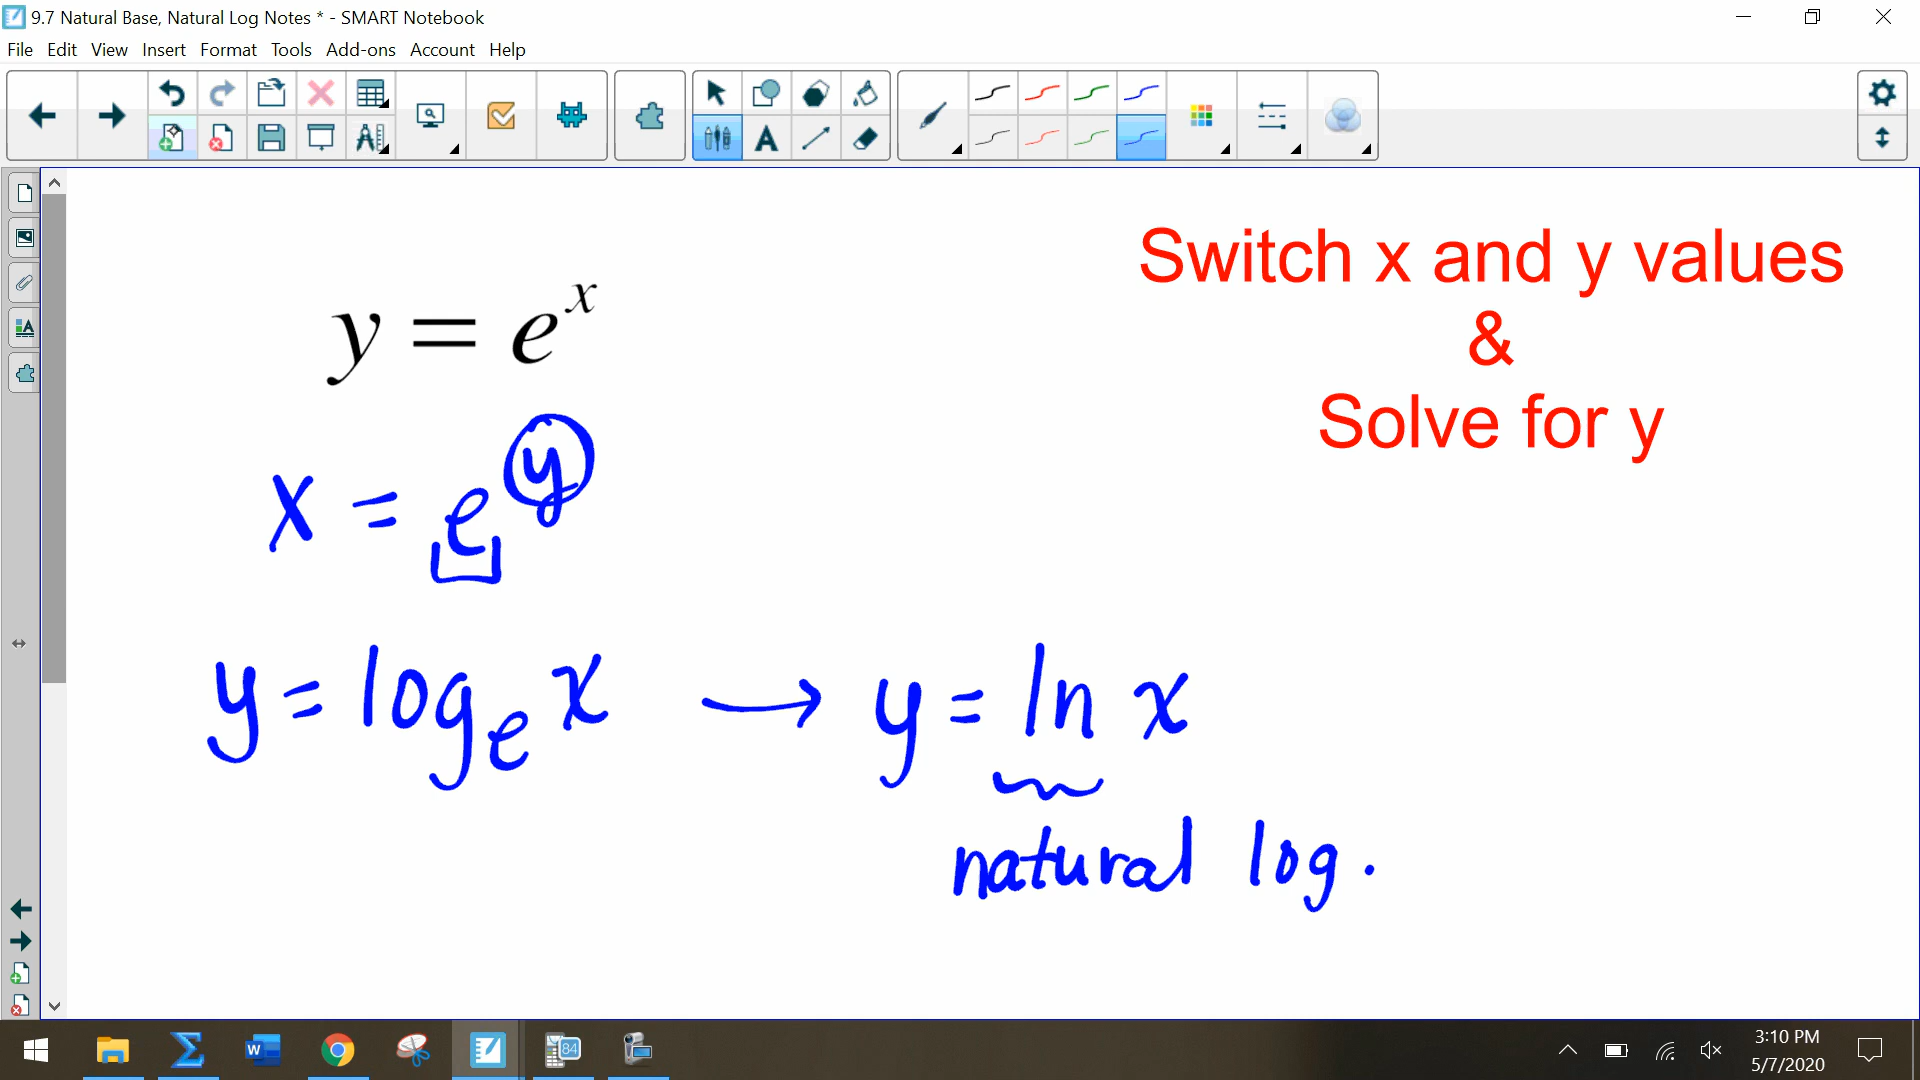 9.7 Natural Base, Natural Log Notes * - SMART Notebook
File Edit View Insert Format Tools Add-ons Account Help
Switch x and y values
&
Solve for y
y = e^x
x = e^y
y = log_e x → y = ln x
natural log.
3:10 PM
5/7/2020